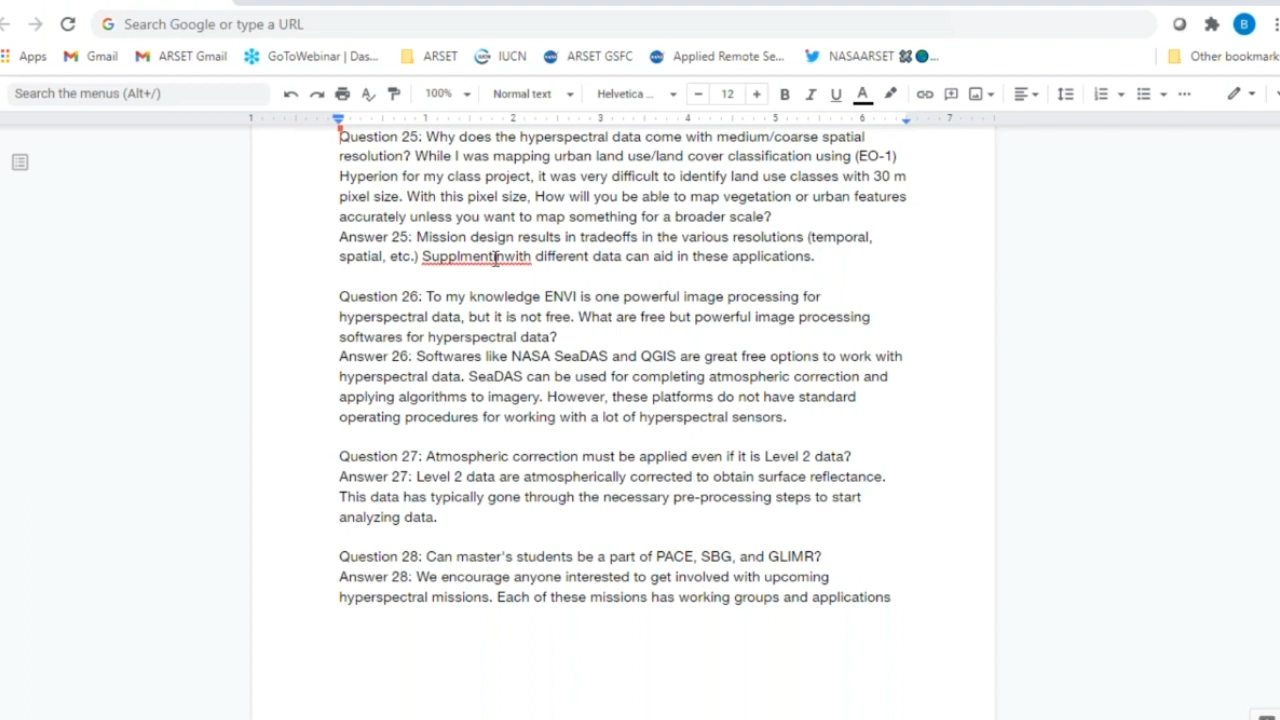 Search Google or type a URL
B
Apps Gmail ARSET Gmail GoToWebinar | Das... ARSET IUCN ARSET GSFC Applied Remote Se... NASAARSET Other bookmark
Search the menus (Alt+/) 100% Normal text Helvetica ... 12 B I U A
1 1 2 3 4 5 6 7
Question 25: Why does the hyperspectral data come with medium/coarse spatial
resolution? While I was mapping urban land use/land cover classification using (EO-1)
Hyperion for my class project, it was very difficult to identify land use classes with 30 m
pixel size. With this pixel size, How will you be able to map vegetation or urban features
accurately unless you want to map something for a broader scale?
Answer 25: Mission design results in tradeoffs in the various resolutions (temporal,
spatial, etc.) Supplmentinwith different data can aid in these applications.
Question 26: To my knowledge ENVI is one powerful image processing for
hyperspectral data, but it is not free. What are free but powerful image processing
softwares for hyperspectral data?
Answer 26: Softwares like NASA SeaDAS and QGIS are great free options to work with
hyperspectral data. SeaDAS can be used for completing atmospheric correction and
applying algorithms to imagery. However, these platforms do not have standard
operating procedures for working with a lot of hyperspectral sensors.
Question 27: Atmospheric correction must be applied even if it is Level 2 data?
Answer 27: Level 2 data are atmospherically corrected to obtain surface reflectance.
This data has typically gone through the necessary pre-processing steps to start
analyzing data.
Question 28: Can master's students be a part of PACE, SBG, and GLIMR?
Answer 28: We encourage anyone interested to get involved with upcoming
hyperspectral missions. Each of these missions has working groups and applications